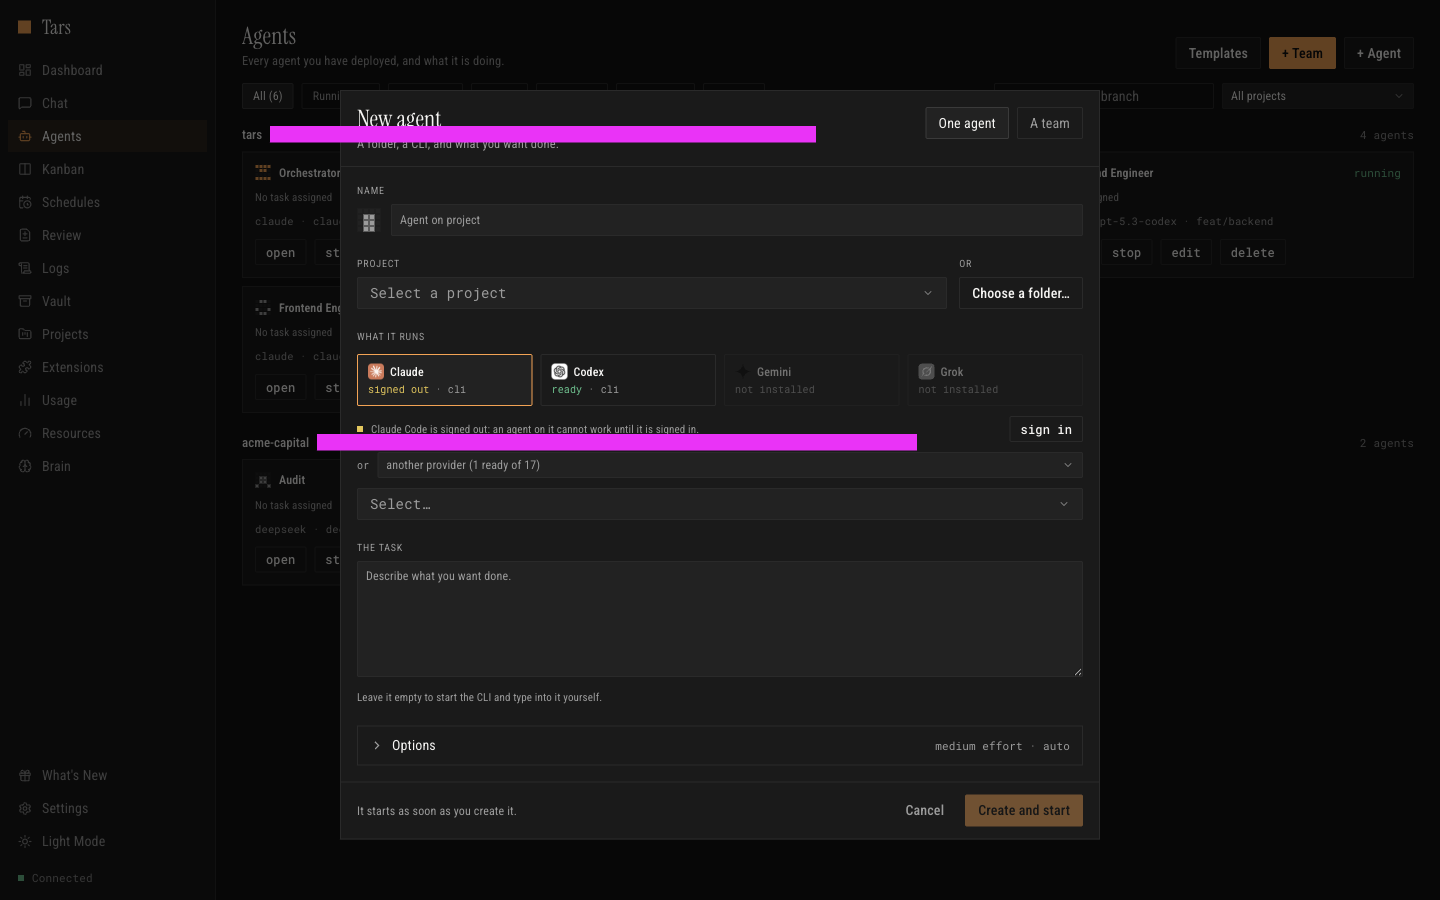 Tars
Dashboard
Chat
Agents
Kanban
Schedules
Review
Logs
Vault
Projects
Extensions
Usage
Resources
Brain
What's New
Settings
Light Mode
Connected
Agents
Every agent you have deployed, and what it is doing.
Templates
+ Team
+ Agent
All (6)
branch
All projects
tars
4 agents
Orchestrator
No task assigned
claude
open
Engineer
running
gpt-5.3-codex · feat/backend
stop
edit
delete
Frontend
No task assigned
claude
open
acme-capital
2 agents
Audit
No task assigned
deepseek
open
New agent
A folder, a CLI, and what you want done.
One agent
A team
NAME
Agent on project
PROJECT
OR
Select a project
Choose a folder…
WHAT IT RUNS
Claude
signed out · cli
Codex
ready · cli
Gemini
not installed
Grok
not installed
Claude Code is signed out: an agent on it cannot work until it is signed in.
sign in
or
another provider (1 ready of 17)
Select…
THE TASK
Describe what you want done.
Leave it empty to start the CLI and type into it yourself.
Options
medium effort · auto
It starts as soon as you create it.
Cancel
Create and start